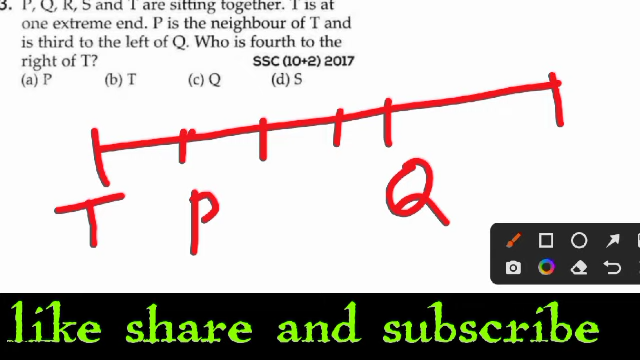 3. P, Q, R, S and T are sitting together. T is at
one extreme end. P is the neighbour of T and
is third to the left of Q. Who is fourth to the
right of T? SSC (10+2) 2017
(a) P (b) T (c) Q (d) S
T P Q
like share and subscribe